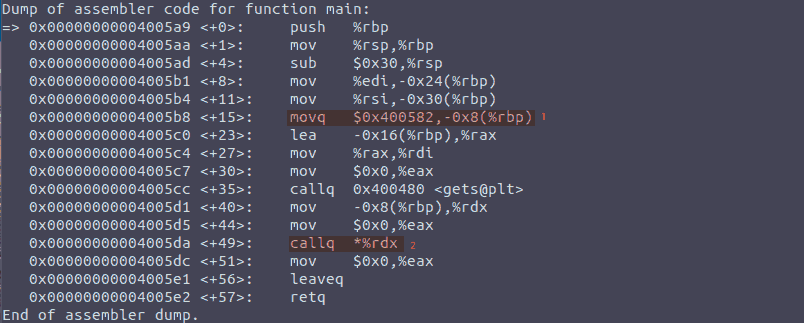 Dump of assembler code for function main:
=> 0x00000000004005a9 <+0>: push %rbp
0x00000000004005aa <+1>: mov %rsp,%rbp
0x00000000004005ad <+4>: sub $0x30,%rsp
0x00000000004005b1 <+8>: mov %edi,-0x24(%rbp)
0x00000000004005b4 <+11>: mov %rsi,-0x30(%rbp)
0x00000000004005b8 <+15>: movq $0x400582,-0x8(%rbp) 1
0x00000000004005c0 <+23>: lea -0x16(%rbp),%rax
0x00000000004005c4 <+27>: mov %rax,%rdi
0x00000000004005c7 <+30>: mov $0x0,%eax
0x00000000004005cc <+35>: callq 0x400480 <gets@plt>
0x00000000004005d1 <+40>: mov -0x8(%rbp),%rdx
0x00000000004005d5 <+44>: mov $0x0,%eax
0x00000000004005da <+49>: callq *%rdx 2
0x00000000004005dc <+51>: mov $0x0,%eax
0x00000000004005e1 <+56>: leaveq
0x00000000004005e2 <+57>: retq
End of assembler dump.